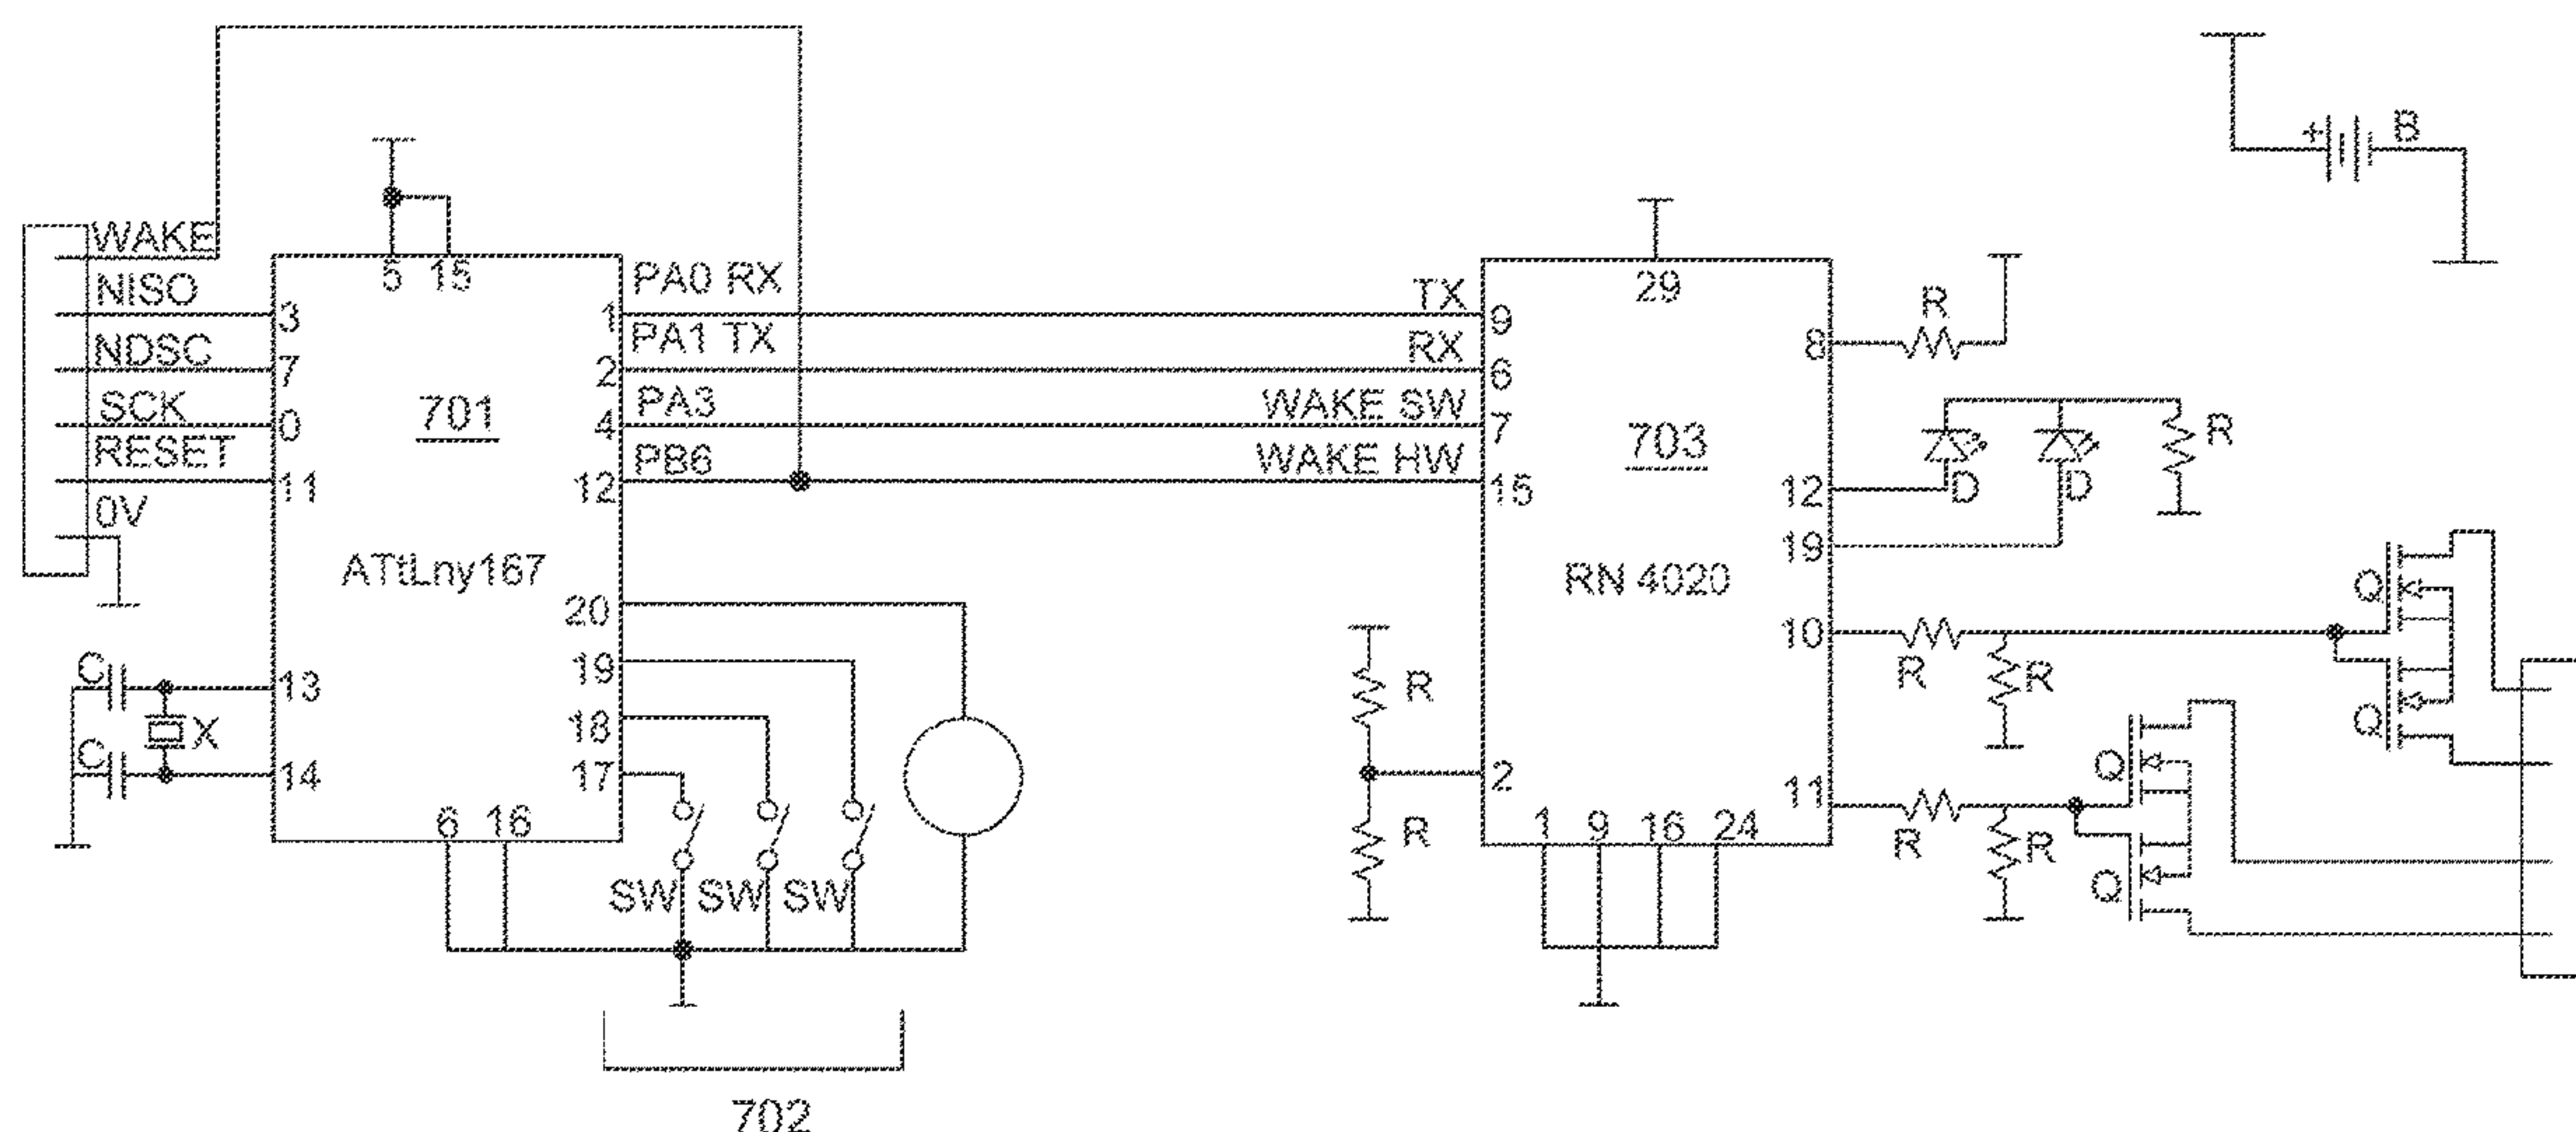 WAKE
NISO
NDSC
SCK
RESET
0V
3
7
0
11
13
14
5 15
701
ATtLny167
6 16
1
2
4
12
20
19
18
17
PA0 RX
PA1 TX
PA3
PB6
C
C
X
SW SW SW
702
TX
RX
WAKE SW
WAKE HW
9
6
7
15
2
29
703
RN 4020
1 9 16 24
8
12
19
10
11
R
R
R
D D
R
R
R
R
R
Q
Q
Q
Q
+
B